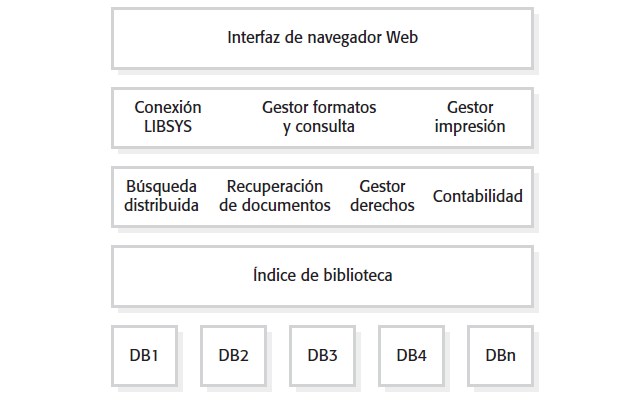 Interfaz de navegador Web
Conexión
LIBSYS
Gestor formatos
y consulta
Gestor
impresión
Búsqueda
distribuida
Recuperación
de documentos
Gestor
derechos
Contabilidad
Índice de biblioteca
DB1
DB2
DB3
DB4
DBn